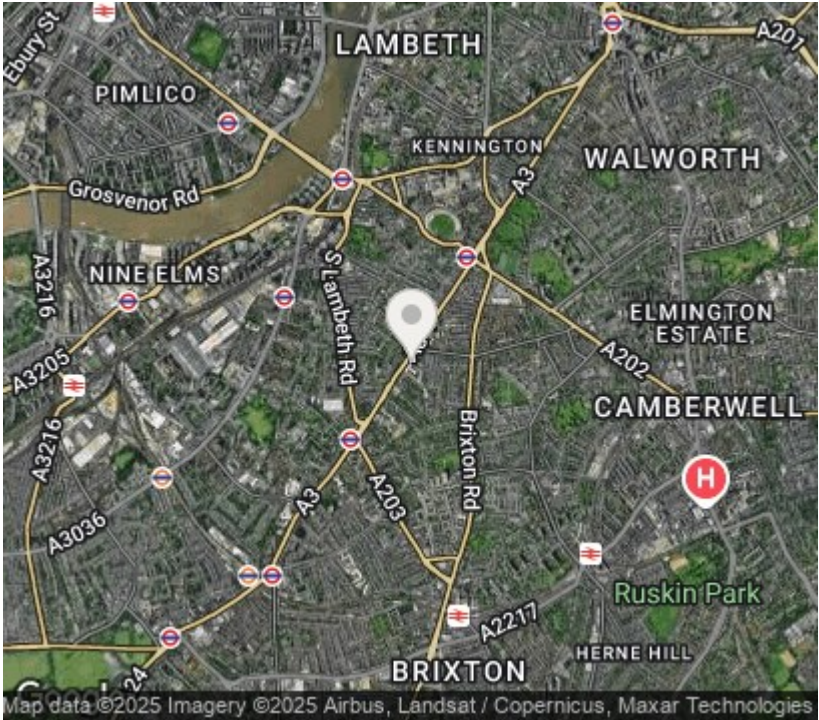 Ebury St
LAMBETH
A201
PIMLICO
KENNINGTON
WALWORTH
A3
Grosvenor Rd
A3216
NINE ELMS
S Lambeth Rd
ELMINGTON
ESTATE
A3205
A202
CAMBERWELL
A3216
Brixton Rd
H
A3
A203
A3036
Ruskin Park
A2217
HERNE HILL
BRIXTON
24
Google
Map data ©2025 Imagery ©2025 Airbus, Landsat / Copernicus, Maxar Technologies